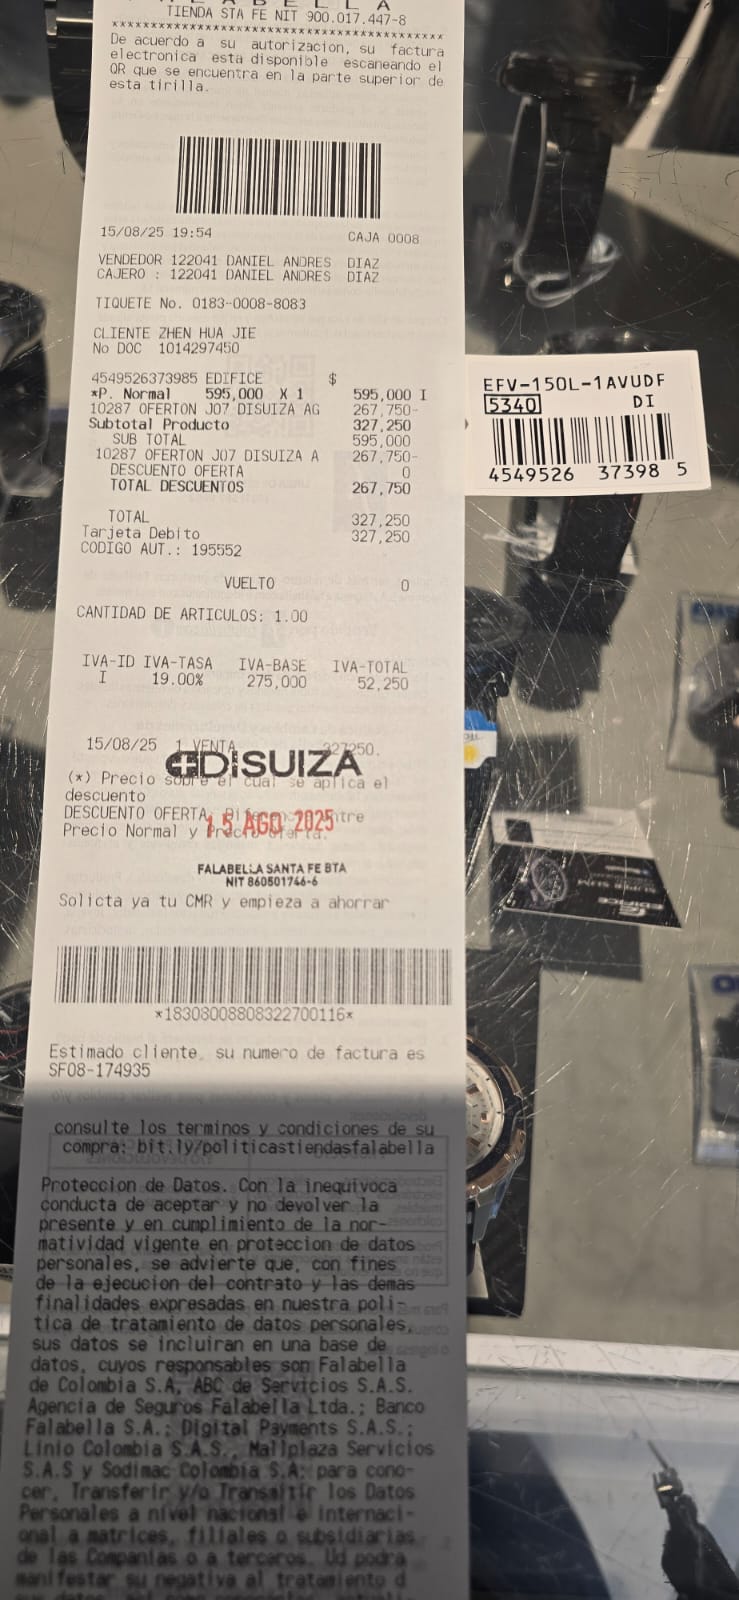 F A L A B E L L A
TIENDA STA FE NIT 900.017.447-8
De acuerdo a su autorizacion, su factura
electronica esta disponible escaneando el
QR que se encuentra en la parte superior de
esta tirilla.
15/08/25 19:54 CAJA 0008
VENDEDOR 122041 DANIEL ANDRES DIAZ
CAJERO : 122041 DANIEL ANDRES DIAZ
TIQUETE No. 0183-0008-8083
CLIENTE ZHEN HUA JIE
No DOC 1014297450
4549526373985 EDIFICE $
*P. Normal 595,000 X 1 595,000 I
10287 OFERTON J07 DISUIZA AG 267,750-
Subtotal Producto 327,250
SUB TOTAL 595,000
10287 OFERTON J07 DISUIZA A 267,750-
DESCUENTO OFERTA 0
TOTAL DESCUENTOS 267,750
TOTAL 327,250
Tarjeta Debito 327,250
CODIGO AUT.: 195552
VUELTO 0
CANTIDAD DE ARTICULOS: 1.00
IVA-ID IVA-TASA IVA-BASE IVA-TOTAL
I 19.00% 275,000 52,250
15/08/25 1 VENTA 327250.
DISUIZA
(*) Precio sobre el cual se aplica el
descuento
DESCUENTO OFERTA: Diferencia entre
15 AGO 2025
Precio Normal y Precio oferta.
FALABELLA SANTA FE BTA
NIT 860501746-6
Solicta ya tu CMR y empieza a ahorrar
*18308008808322700116*
Estimado cliente, su numero de factura es
SF08-174935
consulte los terminos y condiciones de su
compra: bit.ly/politicastiendasfalabella
Proteccion de Datos. Con la inequivoca
conducta de aceptar y no devolver la
presente y en cumplimiento de la nor-
matividad vigente en proteccion de datos
personales, se advierte que, con fines
de la ejecucion del contrato y las demas
finalidades expresadas en nuestra poli-
tica de tratamiento de datos personales,
sus datos se incluiran en una base de
datos, cuyos responsables son Falabella
de Colombia S.A, ABC de Servicios S.A.S.
Agencia de Seguros Falabella Ltda.; Banco
Falabella S.A.; Digital Payments S.A.S.;
Linio Colombia S.A.S., Mallplaza Servicios
S.A.S y Sodimac Colombia S.A; para cono-
cer, Transferir y/o Transmitir los Datos
Personales a nivel nacional e internaci-
onal a matrices, filiales o subsidiarias
de las Companias o a terceros. Ud podra
manifestar su negativa al tratamiento d
EFV-150L-1AVUDF
5340 DI
4549526 37398 5
EDIFICE